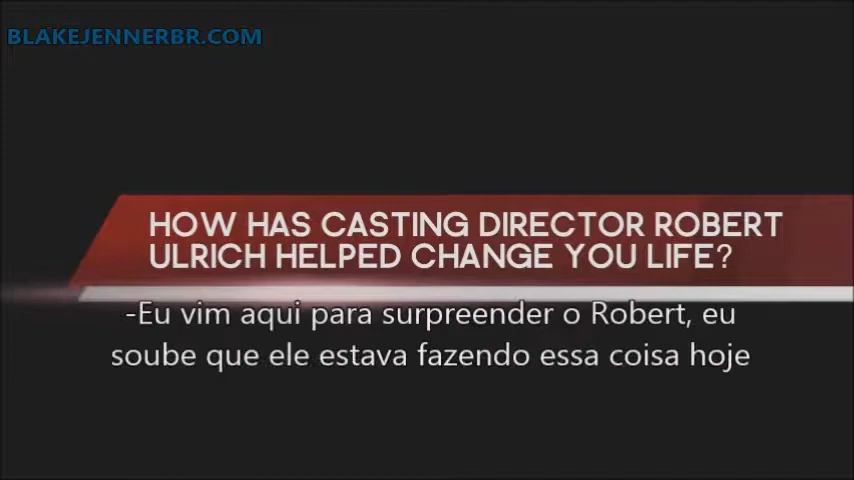 BLAKEJENNERBR.COM
HOW HAS CASTING DIRECTOR ROBERT
ULRICH HELPED CHANGE YOU LIFE?
-Eu vim aqui para surpreender o Robert, eu
soube que ele estava fazendo essa coisa hoje